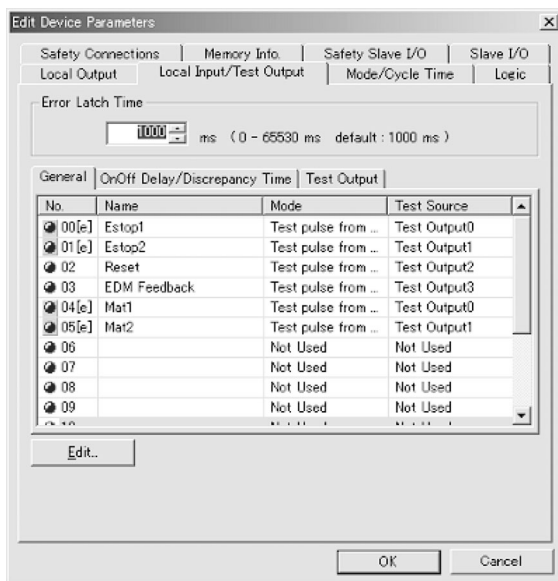 Edit Device Parameters
Safety Connections Memory Info. Safety Slave I/O Slave I/O
Local Output Local Input/Test Output Mode/Cycle Time Logic
Error Latch Time
1000 ms ( 0 - 65530 ms default : 1000 ms )
General OnOff Delay/Discrepancy Time Test Output
No. Name Mode Test Source
00[e] Estop1 Test pulse from ... Test Output0
01[e] Estop2 Test pulse from ... Test Output1
02 Reset Test pulse from ... Test Output2
03 EDM Feedback Test pulse from ... Test Output3
04[e] Mat1 Test pulse from ... Test Output0
05[e] Mat2 Test pulse from ... Test Output1
06 Not Used Not Used
07 Not Used Not Used
08 Not Used Not Used
09 Not Used Not Used
Edit..
OK Cancel